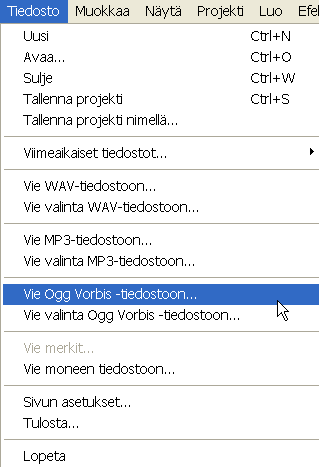 Tiedosto Muokkaa Näytä Projekti Luo Efel
Uusi Ctrl+N
Avaa... Ctrl+O
Sulje Ctrl+W
Tallenna projekti Ctrl+S
Tallenna projekti nimellä...
Viimeaikaiset tiedostot...
Vie WAV-tiedostoon...
Vie valinta WAV-tiedostoon...
Vie MP3-tiedostoon...
Vie valinta MP3-tiedostoon...
Vie Ogg Vorbis -tiedostoon...
Vie valinta Ogg Vorbis -tiedostoon...
Vie merkit...
Vie moneen tiedostoon...
Sivun asetukset...
Tulosta...
Lopeta